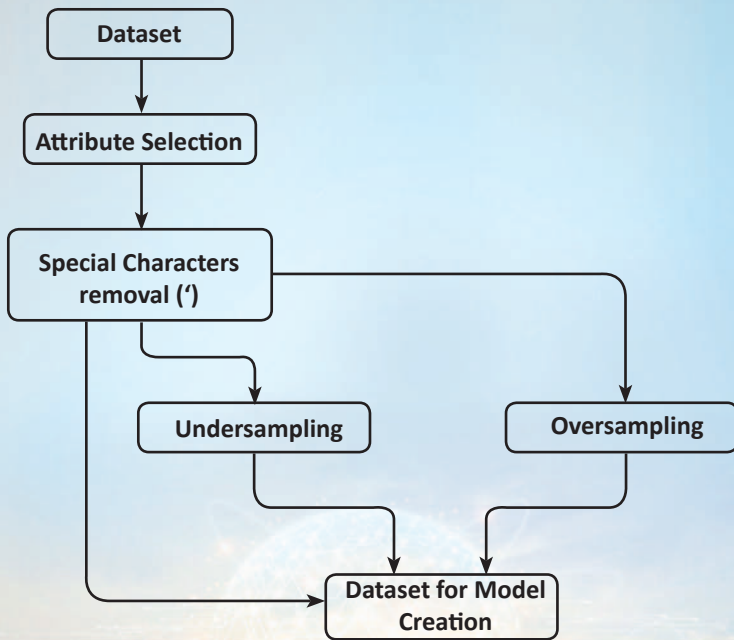 Dataset
Attribute Selection
Special Characters
removal (‘)
Undersampling
Oversampling
Dataset for Model
Creation